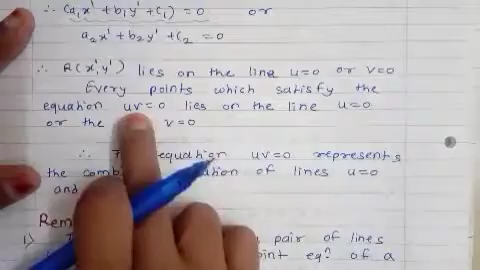 ∴ (a₁x' + b₁y' + c₁) = 0 or
a₂x' + b₂y' + c₂ = 0
∴ R(x', y') lies on the line u=0 or v=0
Every points which satisfy the
equation uv=0 lies on the line u=0
or the v=0
∴ equation uv=0 represents
the of lines u=0
and
1) pair of lines
eqⁿ of a